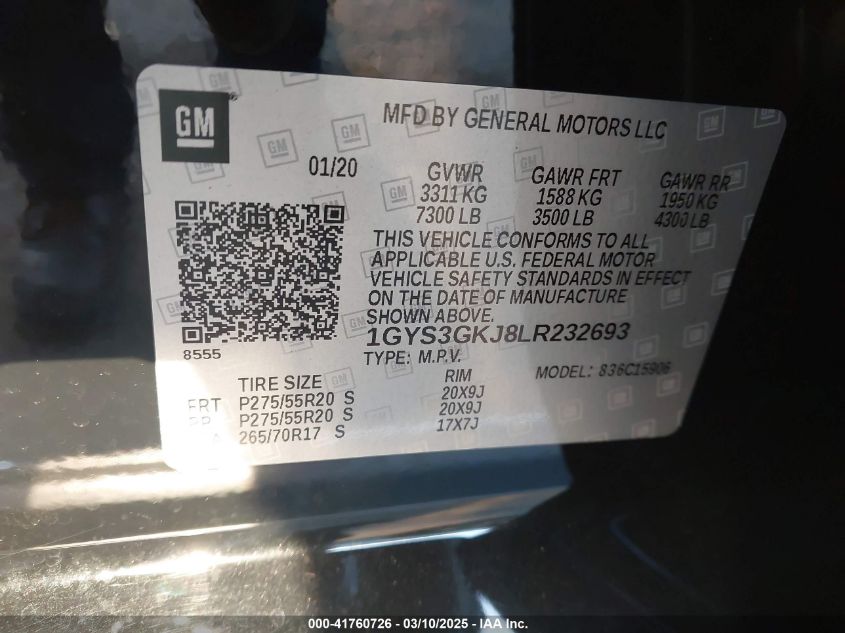 GM
MFD BY GENERAL MOTORS LLC
01/20
GVWR GAWR FRT GAWR RR
3311 KG 1588 KG 1950 KG
7300 LB 3500 LB 4300 LB
THIS VEHICLE CONFORMS TO ALL
APPLICABLE U.S. FEDERAL MOTOR
VEHICLE SAFETY STANDARDS IN EFFECT
ON THE DATE OF MANUFACTURE
SHOWN ABOVE.
1GYS3GKJ8LR232693
8555
TYPE: M.P.V. MODEL: 836C15906
TIRE SIZE RIM
FRT P275/55R20 S 20X9J
P275/55R20 S 20X9J
265/70R17 S 17X7J
000-41760726 - 03/10/2025 - IAA Inc.